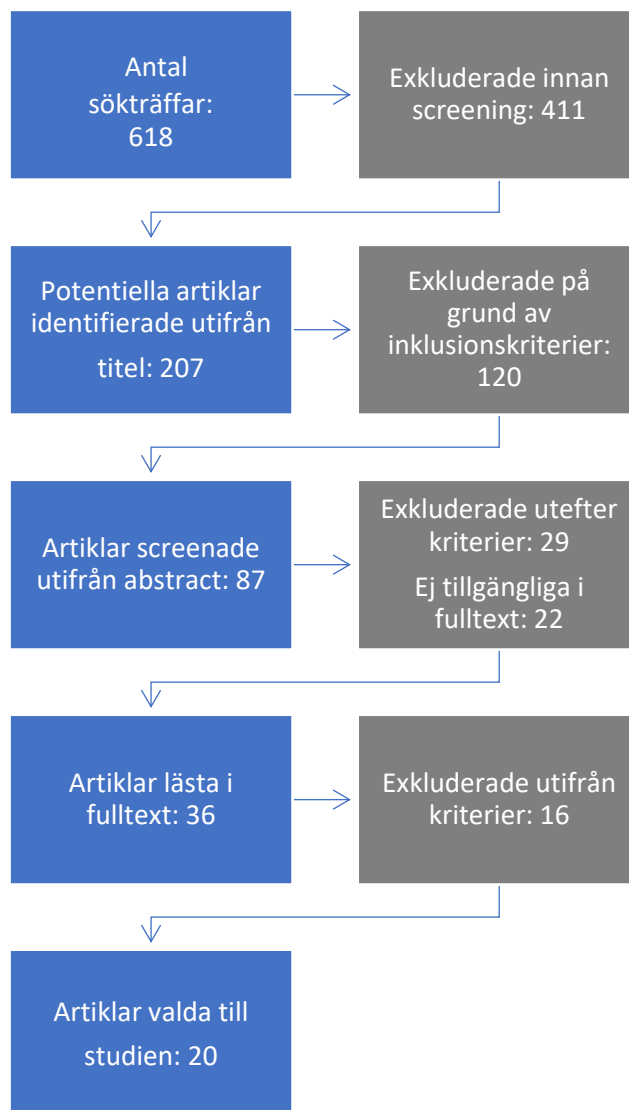 Antal
sökträffar:
618
Exkluderade innan
screening: 411
Potentiella artiklar
identifierade utifrån
titel: 207
Exkluderade på
grund av
inklusionskriterier:
120
Artiklar screenade
utifrån abstract: 87
Exkluderade utefter
kriterier: 29
Ej tillgängliga i
fulltext: 22
Artiklar lästa i
fulltext: 36
Exkluderade utifrån
kriterier: 16
Artiklar valda till
studien: 20